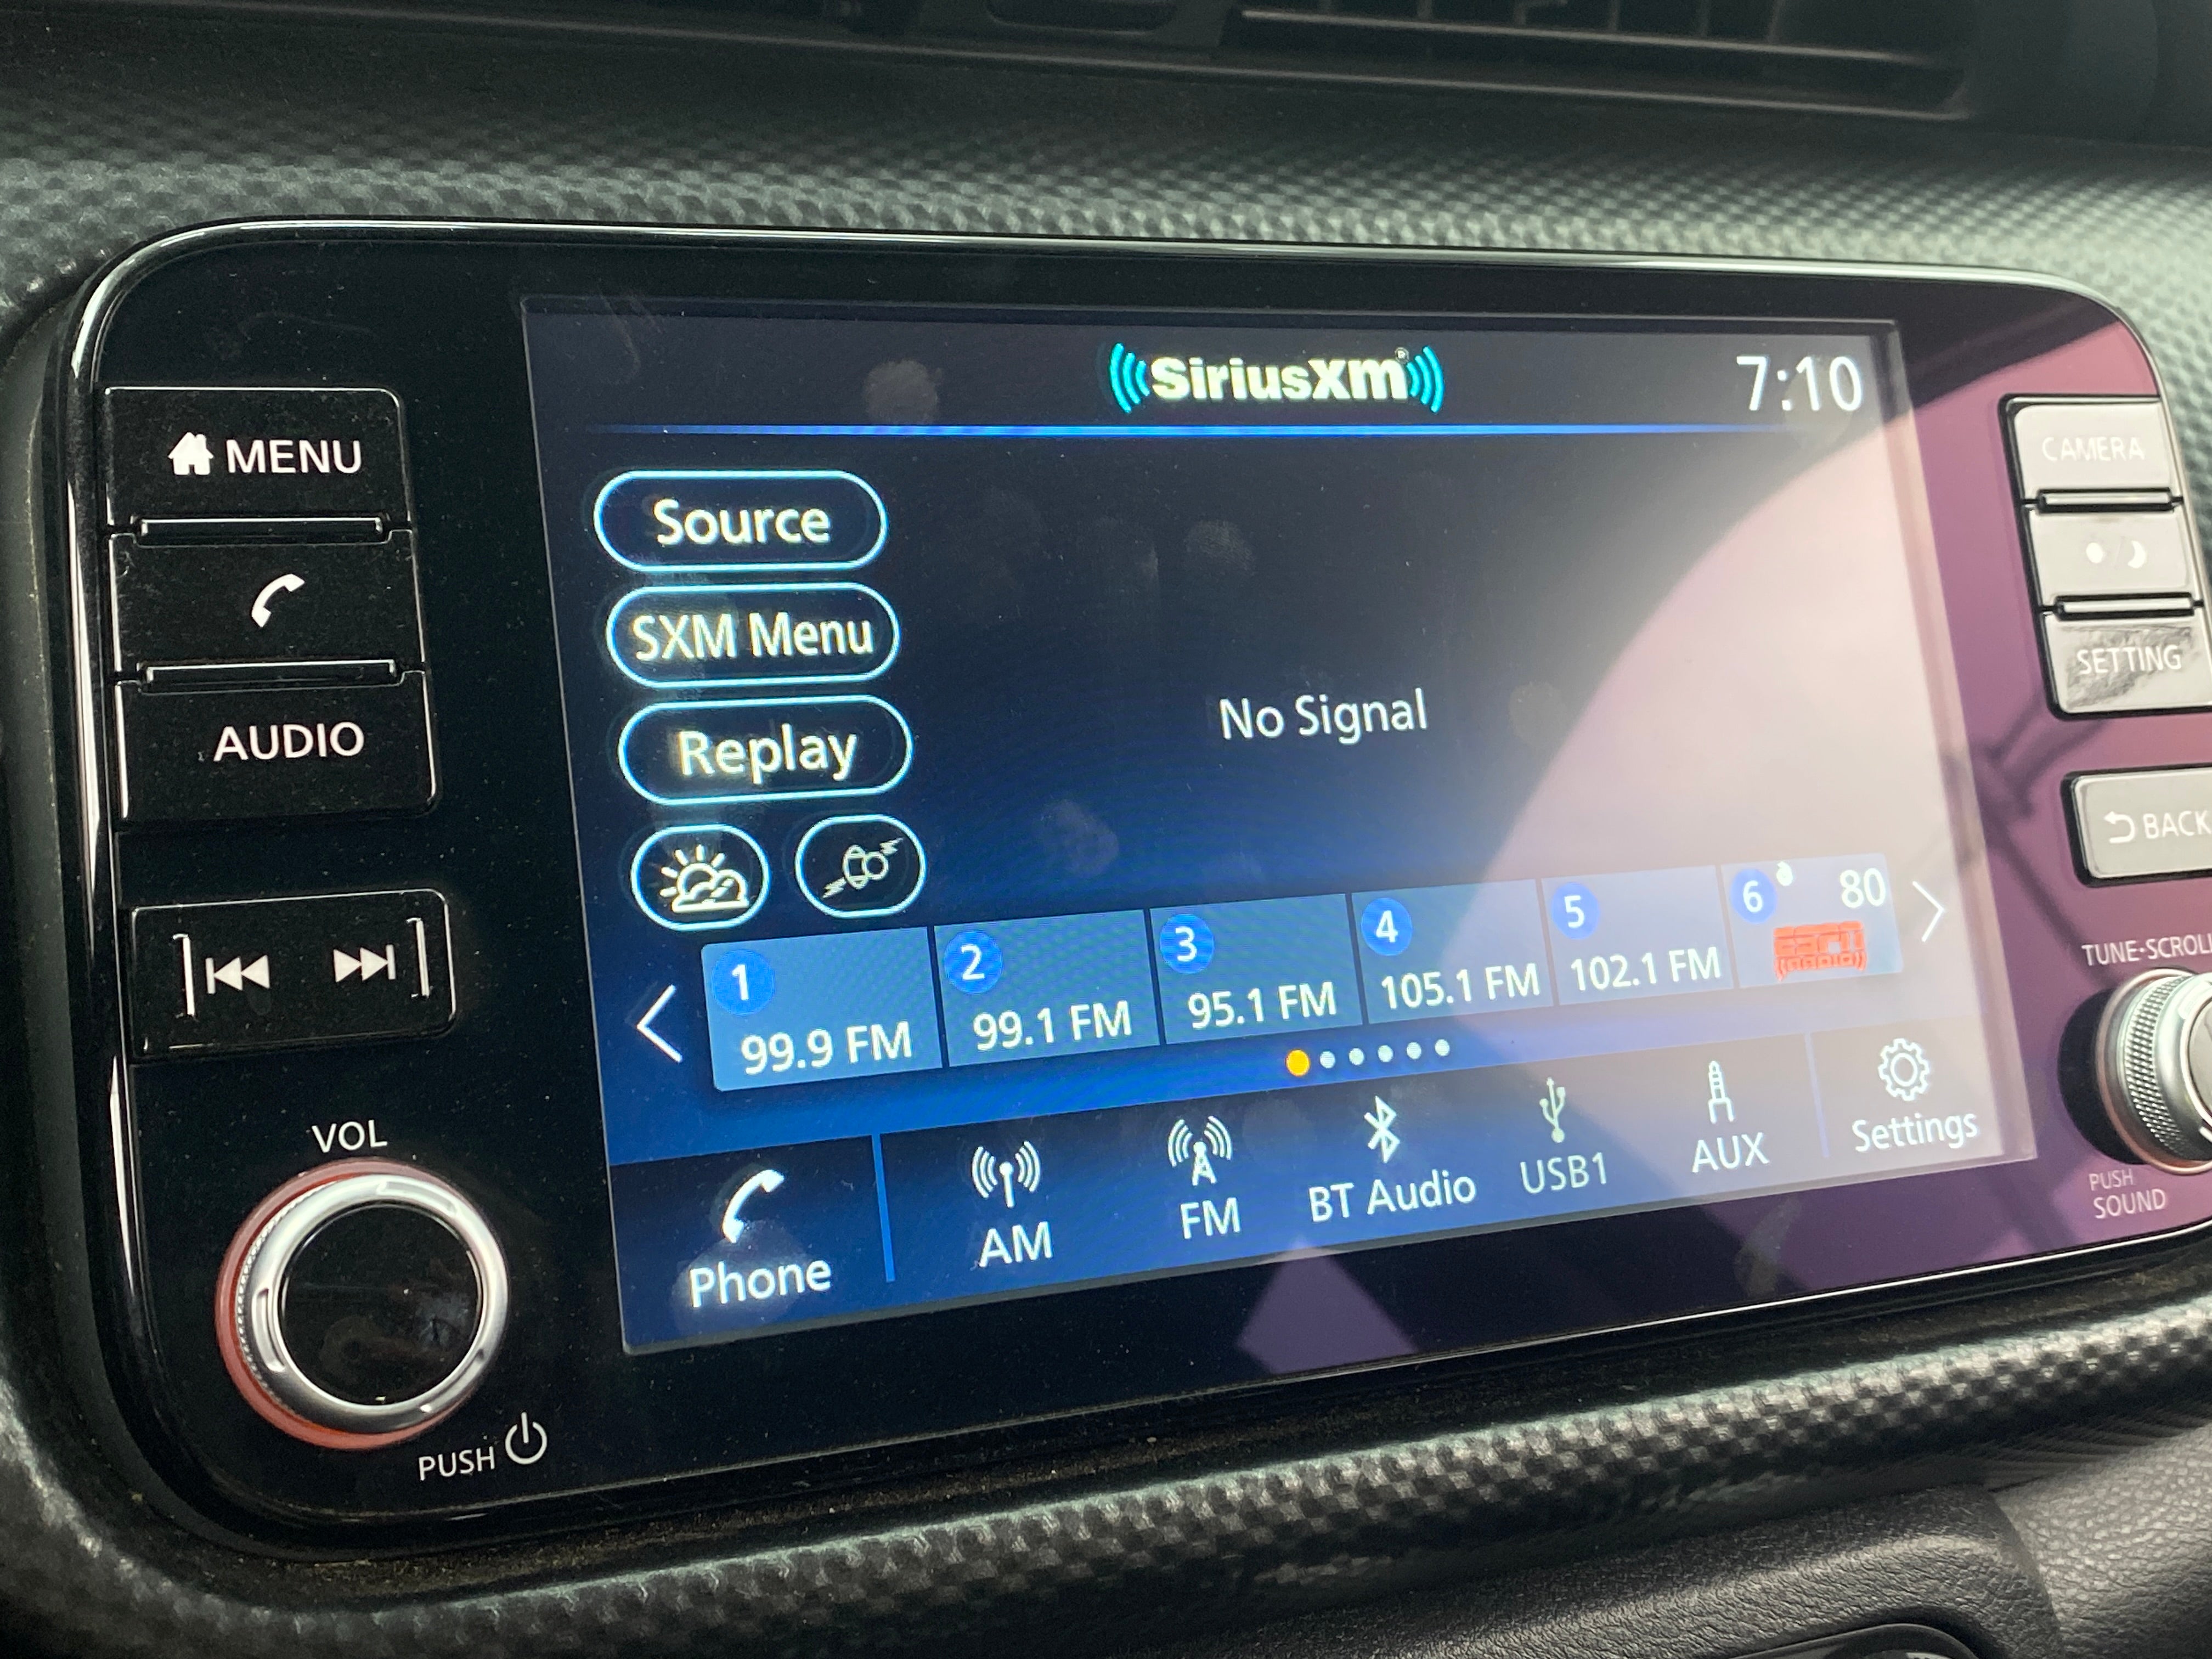 SiriusXm®
7:10
MENU
AUDIO
Source
SXM Menu
Replay
No Signal
CAMERA
SETTING
BACK
1
99.9 FM
2
99.1 FM
3
95.1 FM
4
105.1 FM
5
102.1 FM
6
80
ESPN
Phone
AM
FM
BT Audio
USB1
AUX
Settings
VOL
PUSH
TUNE·SCROLL
PUSH
SOUND